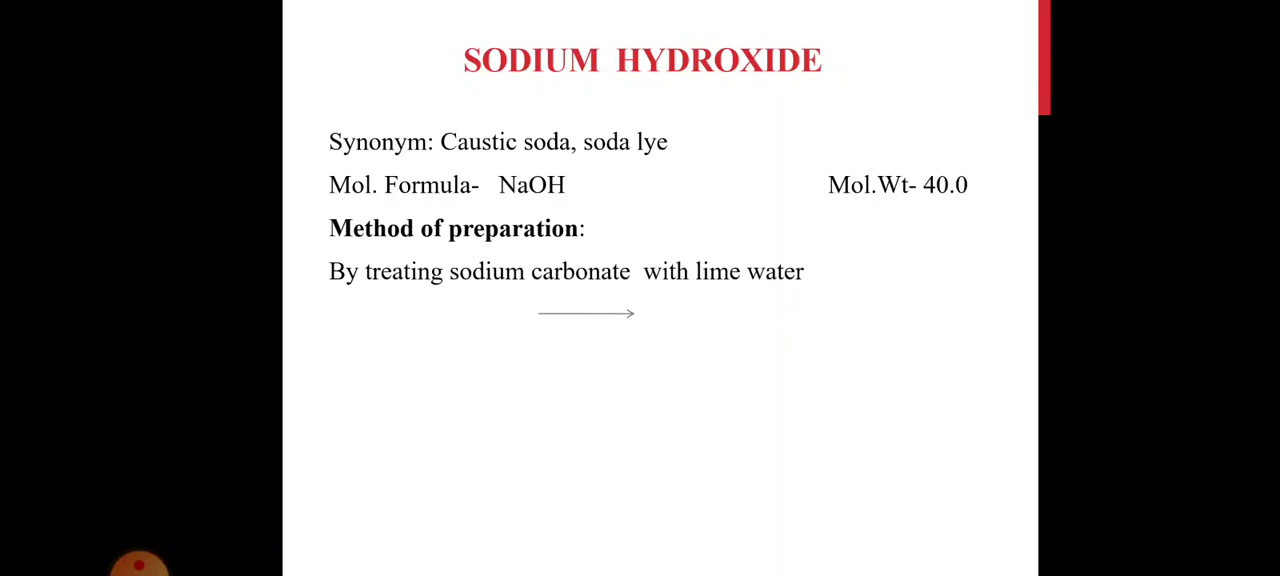 SODIUM HYDROXIDE
Synonym: Caustic soda, soda lye
Mol. Formula- NaOH Mol.Wt- 40.0
Method of preparation:
By treating sodium carbonate with lime water